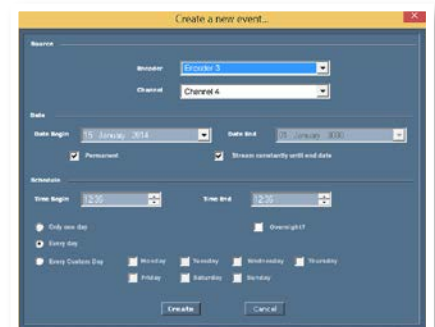 Create a new event...
Source
Encoder Encoder 3
Channel Channel 4
Date
Date Begin 15 January 2014 Date End January
Permanent Stream constantly until end date
Schedule
Time Begin 12:35 Time End 12:35
Only one day Overnight?
Every day
Every Custom Day Monday Tuesday Wednesday Thursday
Friday Saturday Sunday
Create Cancel